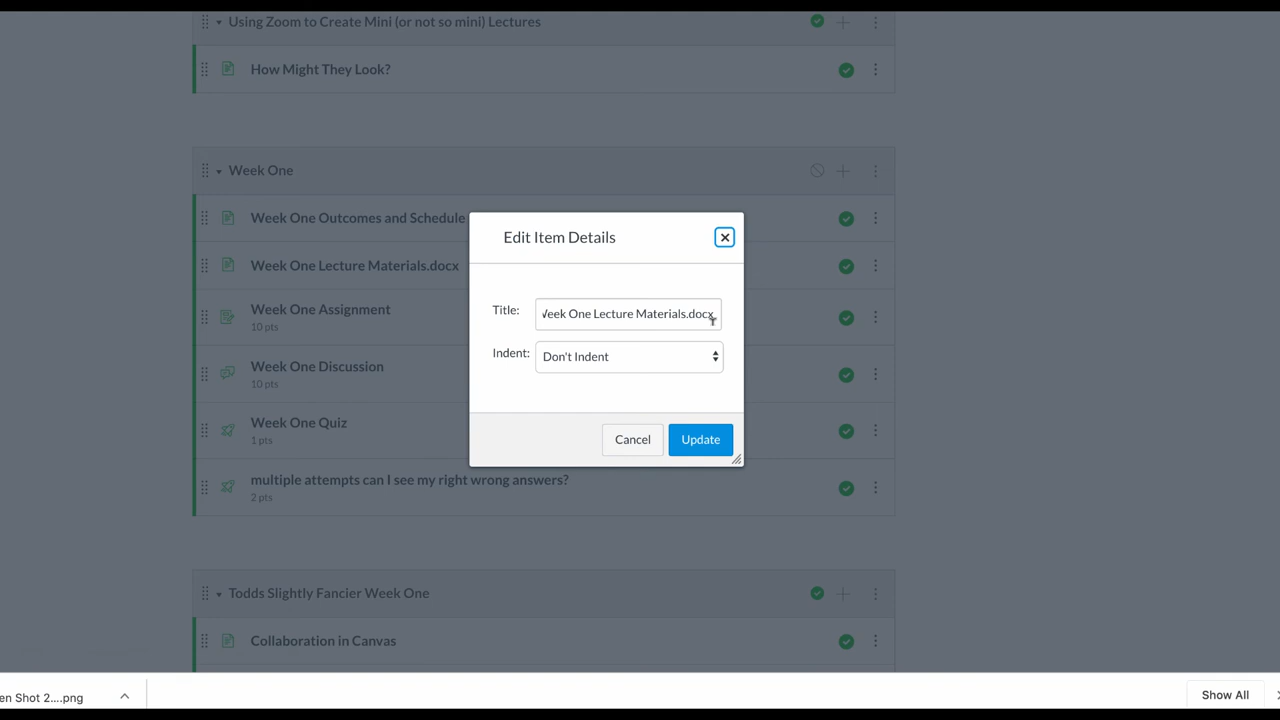 Using Zoom to Create Mini (or not so mini) Lectures
How Might They Look?
Week One
Week One Outcomes and Schedule
Week One Lecture Materials.docx
Week One Assignment
10 pts
Week One Discussion
10 pts
Week One Quiz
1 pts
multiple attempts can I see my right wrong answers?
2 pts
Edit Item Details
Title:
Week One Lecture Materials.docx
Indent:
Don't Indent
Cancel
Update
Todds Slightly Fancier Week One
Collaboration in Canvas
en Shot 2....png
Show All